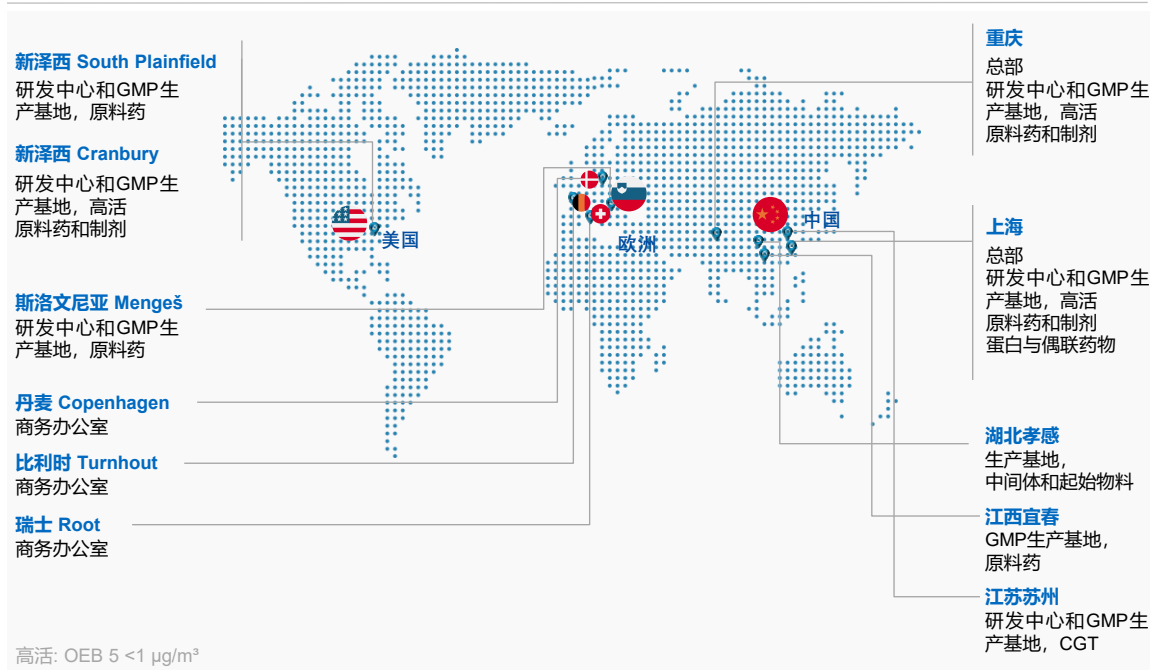 新泽西 South Plainfield
研发中心和GMP生
产基地，原料药
新泽西 Cranbury
研发中心和GMP生
产基地，高活
原料药和制剂
斯洛文尼亚 Mengeš
研发中心和GMP生
产基地，原料药
丹麦 Copenhagen
商务办公室
比利时 Turnhout
商务办公室
瑞士 Root
商务办公室
美国
欧洲
中国
重庆
总部
研发中心和GMP生
产基地，高活
原料药和制剂
上海
总部
研发中心和GMP生
产基地，高活
原料药和制剂
蛋白与偶联药物
湖北孝感
生产基地，
中间体和起始物料
江西宜春
GMP生产基地，
原料药
江苏苏州
研发中心和GMP生
产基地，CGT
高活: OEB 5 <1 μg/m³